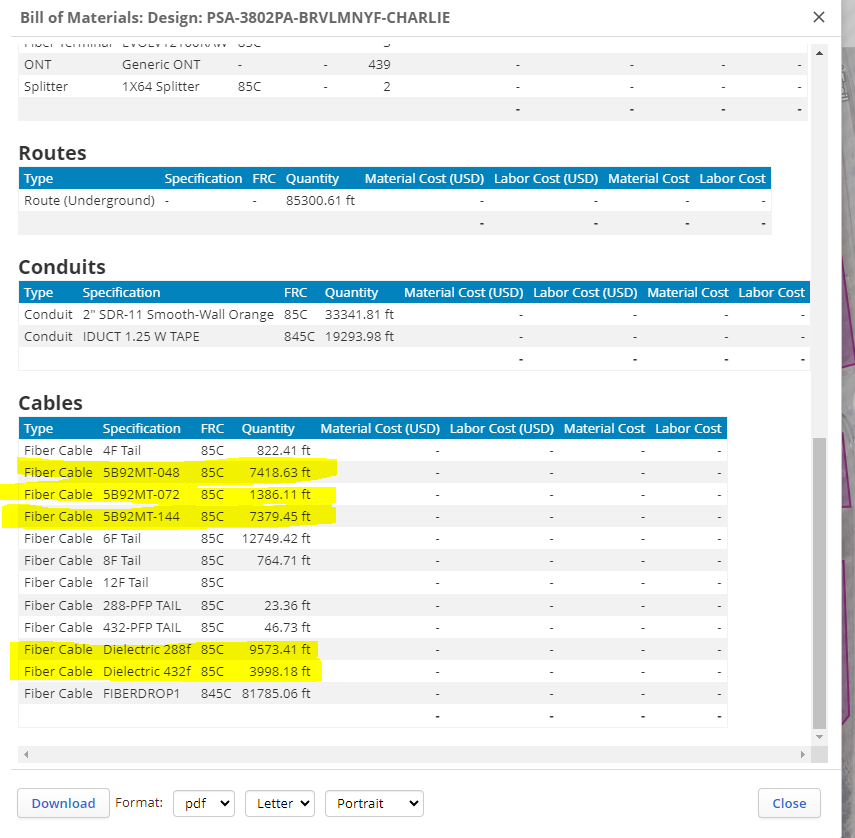 Bill of Materials: Design: PSA-3802PA-BRVLMNYF-CHARLIE ×
Fiber Terminal 85C
ONT Generic ONT - - 439 - - - -
Splitter 1X64 Splitter 85C - 2 - - - -
- - - -
Routes
Type Specification FRC Quantity Material Cost (USD) Labor Cost (USD) Material Cost Labor Cost
Route (Underground) - - 85300.61 ft - - - -
- - - -
Conduits
Type Specification FRC Quantity Material Cost (USD) Labor Cost (USD) Material Cost Labor Cost
Conduit 2" SDR-11 Smooth-Wall Orange 85C 33341.81 ft - - - -
Conduit IDUCT 1.25 W TAPE 845C 19293.98 ft - - - -
- - - -
Cables
Type Specification FRC Quantity Material Cost (USD) Labor Cost (USD) Material Cost Labor Cost
Fiber Cable 4F Tail 85C 822.41 ft - - - -
Fiber Cable 5B92MT-048 85C 7418.63 ft - - - -
Fiber Cable 5B92MT-072 85C 1386.11 ft - - - -
Fiber Cable 5B92MT-144 85C 7379.45 ft - - - -
Fiber Cable 6F Tail 85C 12749.42 ft - - - -
Fiber Cable 8F Tail 85C 764.71 ft - - - -
Fiber Cable 12F Tail 85C - - - -
Fiber Cable 288-PFP TAIL 85C 23.36 ft - - - -
Fiber Cable 432-PFP TAIL 85C 46.73 ft - - - -
Fiber Cable Dielectric 288f 85C 9573.41 ft - - - -
Fiber Cable Dielectric 432f 85C 3998.18 ft - - - -
Fiber Cable FIBERDROP1 845C 81785.06 ft - - - -
- - - -
Download Format: pdf Letter Portrait Close